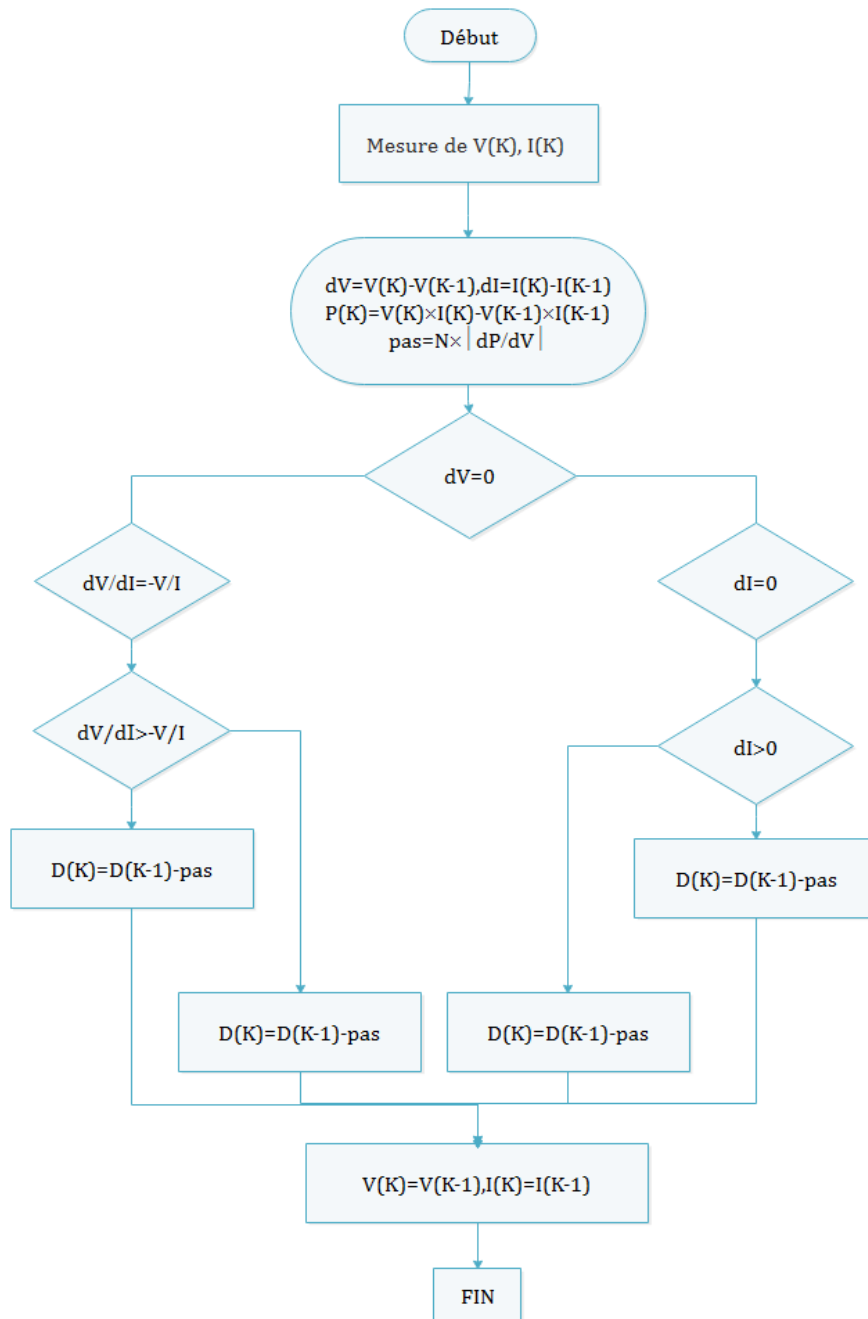 Début
Mesure de V(K), I(K)
dV=V(K)-V(K-1),dI=I(K)-I(K-1)
P(K)=V(K)×I(K)-V(K-1)×I(K-1)
pas=N×|dP/dV|
dV=0
dV/dI=-V/I
dI=0
dV/dI>-V/I
dI>0
D(K)=D(K-1)-pas
D(K)=D(K-1)-pas
D(K)=D(K-1)-pas
D(K)=D(K-1)-pas
V(K)=V(K-1),I(K)=I(K-1)
FIN